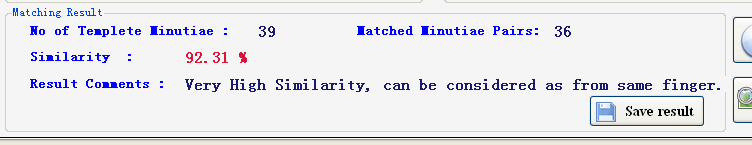 Matching Result
No of Templete Minutiae : 39 Matched Minutiae Pairs: 36
Similarity : 92.31 %
Result Comments : Very High Similarity, can be considered as from same finger.
Save result